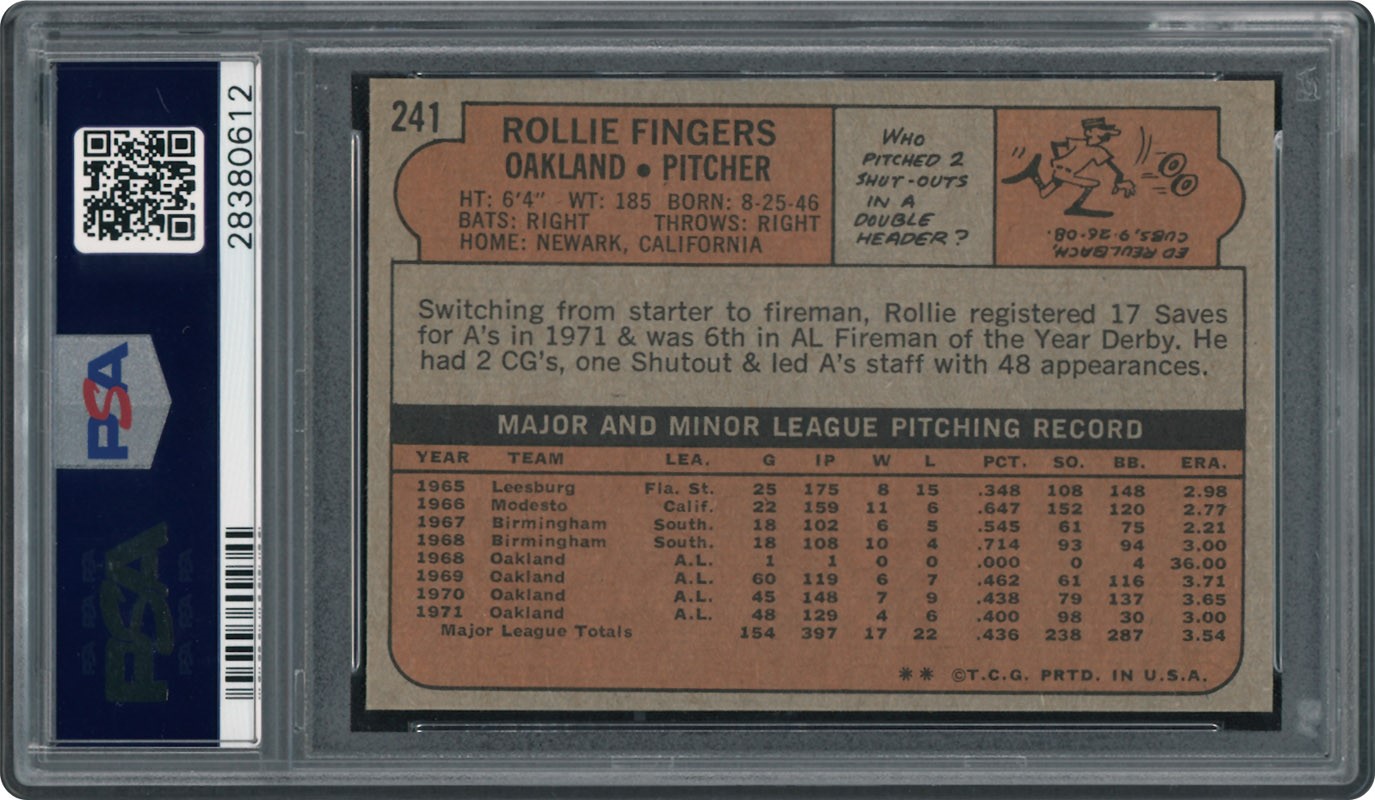 28380612
PSA
PSA
241
ROLLIE FINGERS
OAKLAND • PITCHER
HT: 6'4" WT: 185 BORN: 8-25-46
BATS: RIGHT THROWS: RIGHT
HOME: NEWARK, CALIFORNIA
WHO
PITCHED 2
SHUT-OUTS
IN A
DOUBLE
HEADER?
ED REULBACH,
CUBS, 9-26-08.
Switching from starter to fireman, Rollie registered 17 Saves
for A's in 1971 & was 6th in AL Fireman of the Year Derby. He
had 2 CG's, one Shutout & led A's staff with 48 appearances.
MAJOR AND MINOR LEAGUE PITCHING RECORD
YEAR TEAM LEA. G IP W L PCT. SO. BB. ERA.
1965 Leesburg Fla. St. 25 175 8 15 .348 108 148 2.98
1966 Modesto Calif. 22 159 11 6 .647 152 120 2.77
1967 Birmingham South. 18 102 6 5 .545 61 75 2.21
1968 Birmingham South. 18 108 10 4 .714 93 94 3.00
1968 Oakland A.L. 1 1 0 0 .000 0 4 36.00
1969 Oakland A.L. 60 119 6 7 .462 61 116 3.71
1970 Oakland A.L. 45 148 7 9 .438 79 137 3.65
1971 Oakland A.L. 48 129 4 6 .400 98 30 3.00
Major League Totals 154 397 17 22 .436 238 287 3.54
** ©T.C.G. PRTD. IN U.S.A.